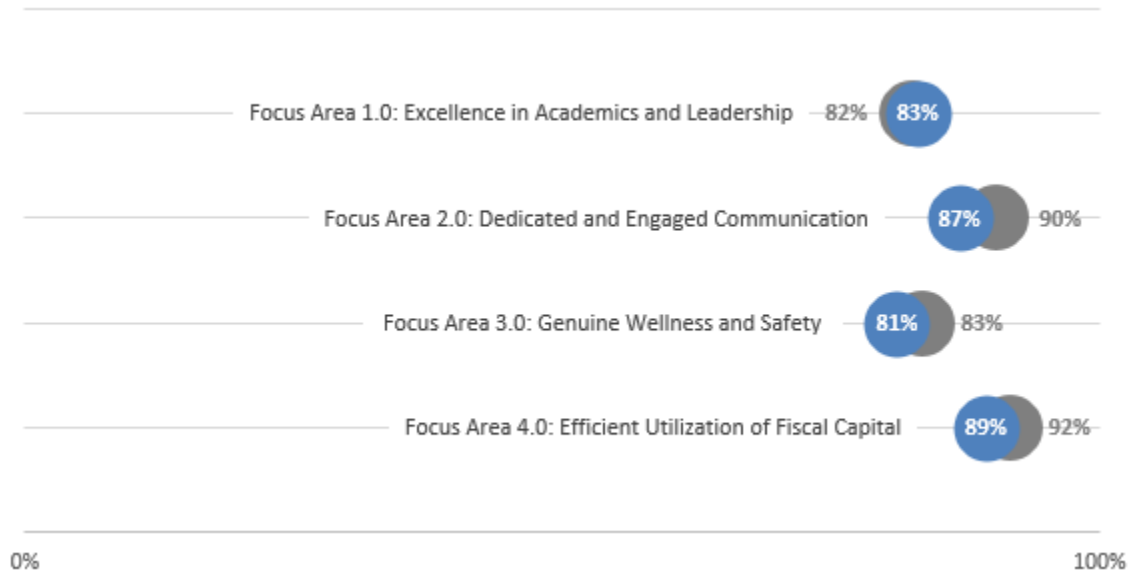 Focus Area 1.0: Excellence in Academics and Leadership 82% 83%
Focus Area 2.0: Dedicated and Engaged Communication 87% 90%
Focus Area 3.0: Genuine Wellness and Safety 81% 83%
Focus Area 4.0: Efficient Utilization of Fiscal Capital 89% 92%
0% 100%